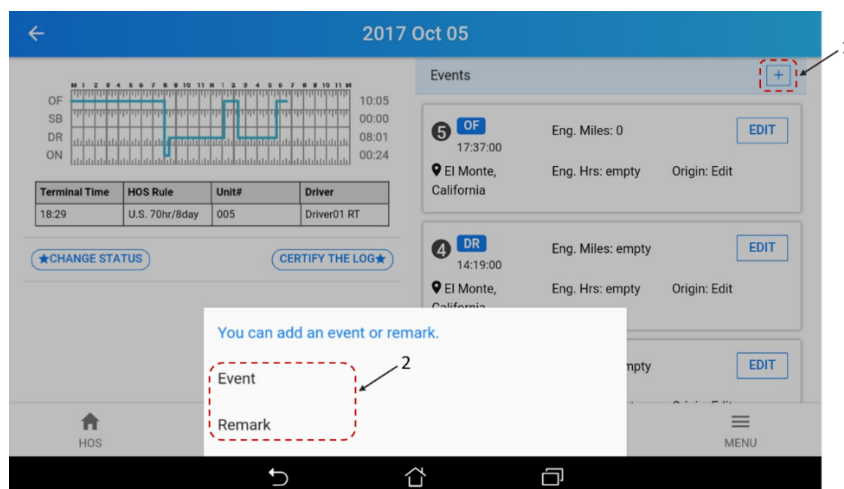 2017 Oct 05
M 1 2 3 4 5 6 7 8 9 10 11 N 1 2 3 4 5 6 7 8 9 10 11 M
OF 10:05
SB 00:00
DR 08:01
ON 00:24
Terminal Time HOS Rule Unit# Driver
18:29 U.S. 70hr/8day 005 Driver01 RT
★CHANGE STATUS CERTIFY THE LOG★
Events +
5 OF Eng. Miles: 0 EDIT
17:37:00
El Monte, Eng. Hrs: empty Origin: Edit
California
4 DR Eng. Miles: empty EDIT
14:19:00
El Monte, Eng. Hrs: empty Origin: Edit
California
empty EDIT
You can add an event or remark.
Event
2
Remark
HOS
MENU